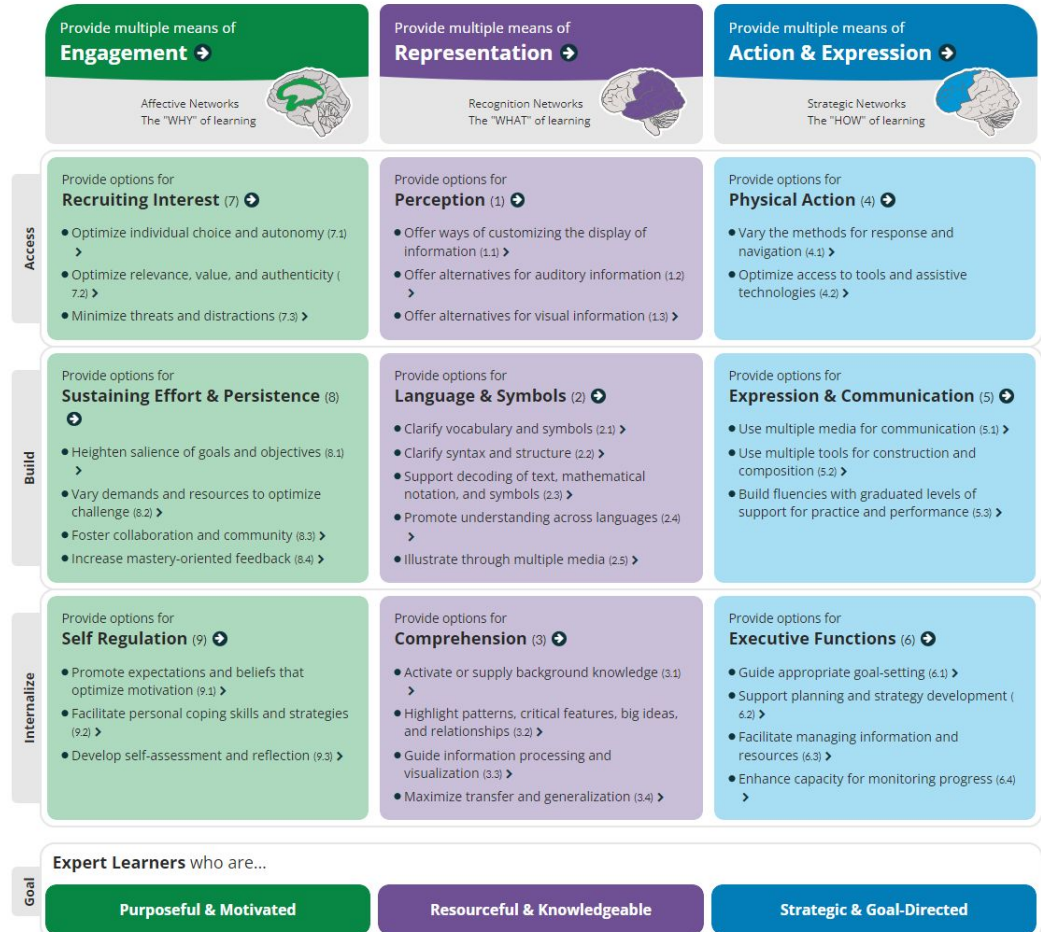 Provide multiple means of
Engagement
Affective Networks
The "WHY" of learning
Provide multiple means of
Representation
Recognition Networks
The "WHAT" of learning
Provide multiple means of
Action & Expression
Strategic Networks
The "HOW" of learning
Access
Provide options for
Recruiting Interest (7)
• Optimize individual choice and autonomy (7.1)
• Optimize relevance, value, and authenticity (
7.2)
• Minimize threats and distractions (7.3)
Provide options for
Perception (1)
• Offer ways of customizing the display of
information (1.1)
• Offer alternatives for auditory information (1.2)
• Offer alternatives for visual information (1.3)
Provide options for
Physical Action (4)
• Vary the methods for response and
navigation (4.1)
• Optimize access to tools and assistive
technologies (4.2)
Build
Provide options for
Sustaining Effort & Persistence (8)
• Heighten salience of goals and objectives (8.1)
• Vary demands and resources to optimize
challenge (8.2)
• Foster collaboration and community (8.3)
• Increase mastery-oriented feedback (8.4)
Provide options for
Language & Symbols (2)
• Clarify vocabulary and symbols (2.1)
• Clarify syntax and structure (2.2)
• Support decoding of text, mathematical
notation, and symbols (2.3)
• Promote understanding across languages (2.4)
• Illustrate through multiple media (2.5)
Provide options for
Expression & Communication (5)
• Use multiple media for communication (5.1)
• Use multiple tools for construction and
composition (5.2)
• Build fluencies with graduated levels of
support for practice and performance (5.3)
Internalize
Provide options for
Self Regulation (9)
• Promote expectations and beliefs that
optimize motivation (9.1)
• Facilitate personal coping skills and strategies
(9.2)
• Develop self-assessment and reflection (9.3)
Provide options for
Comprehension (3)
• Activate or supply background knowledge (3.1)
• Highlight patterns, critical features, big ideas,
and relationships (3.2)
• Guide information processing and
visualization (3.3)
• Maximize transfer and generalization (3.4)
Provide options for
Executive Functions (6)
• Guide appropriate goal-setting (6.1)
• Support planning and strategy development (
6.2)
• Facilitate managing information and
resources (6.3)
• Enhance capacity for monitoring progress (6.4)
Goal
Expert Learners who are...
Purposeful & Motivated
Resourceful & Knowledgeable
Strategic & Goal-Directed